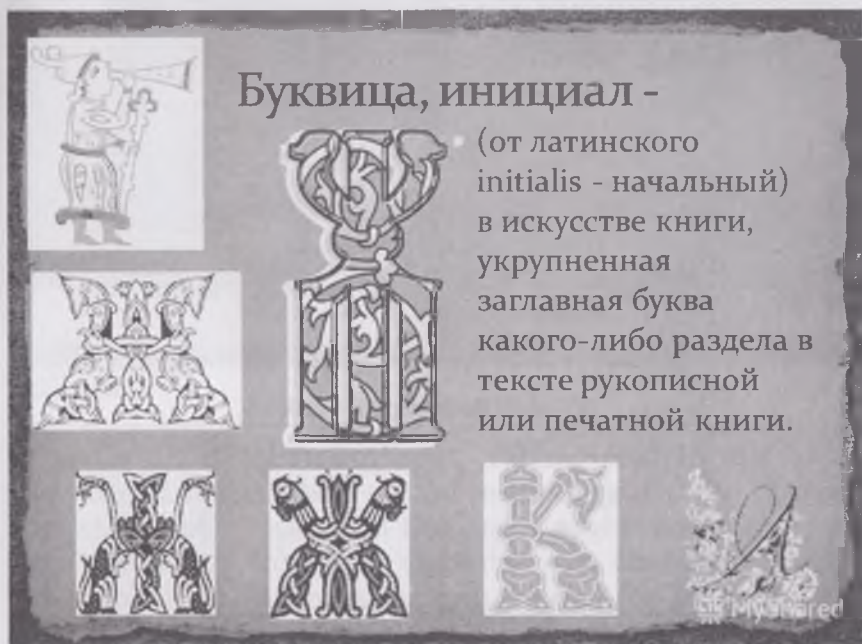 Буквица, инициал -
(от латинского
initialis - начальный)
в искусстве книги,
укрупненная
заглавная буква
какого-либо раздела в
тексте рукописной
или печатной книги.
MyShared